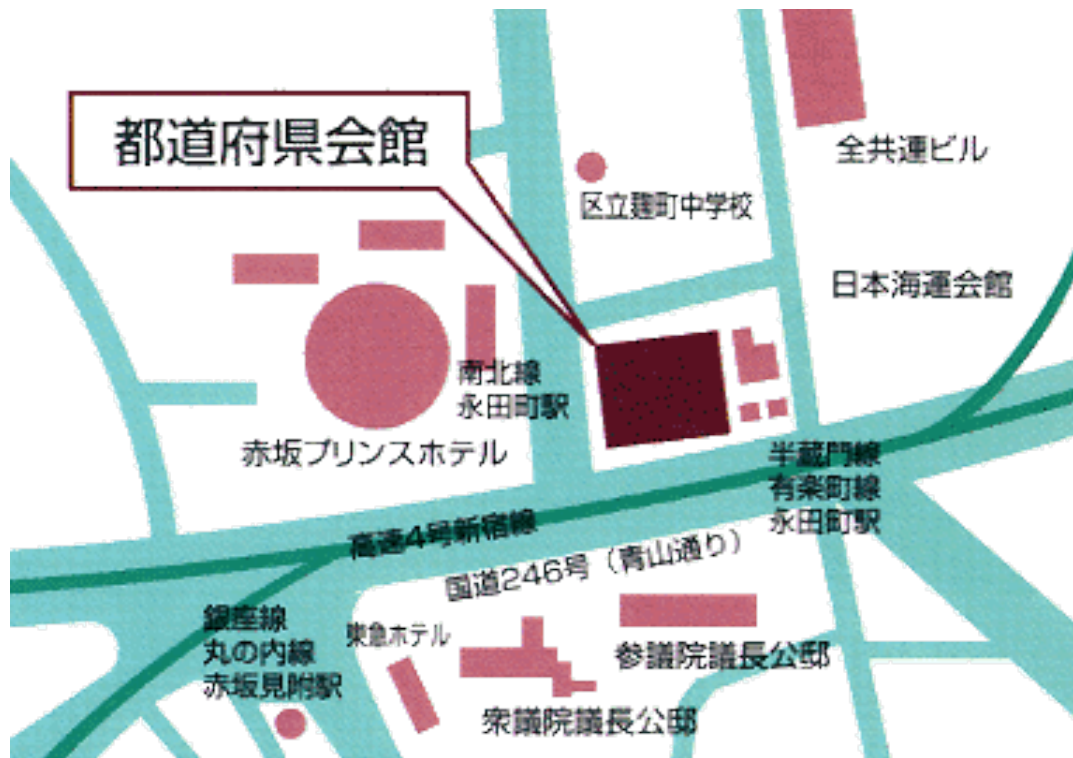 都道府県会館
全共連ビル
区立麹町中学校
日本海運会館
南北線
永田町駅
赤坂プリンスホテル
半蔵門線
有楽町線
永田町駅
高速4号新宿線
国道246号（青山通り）
銀座線
丸の内線
赤坂見附駅
東急ホテル
参議院議長公邸
衆議院議長公邸